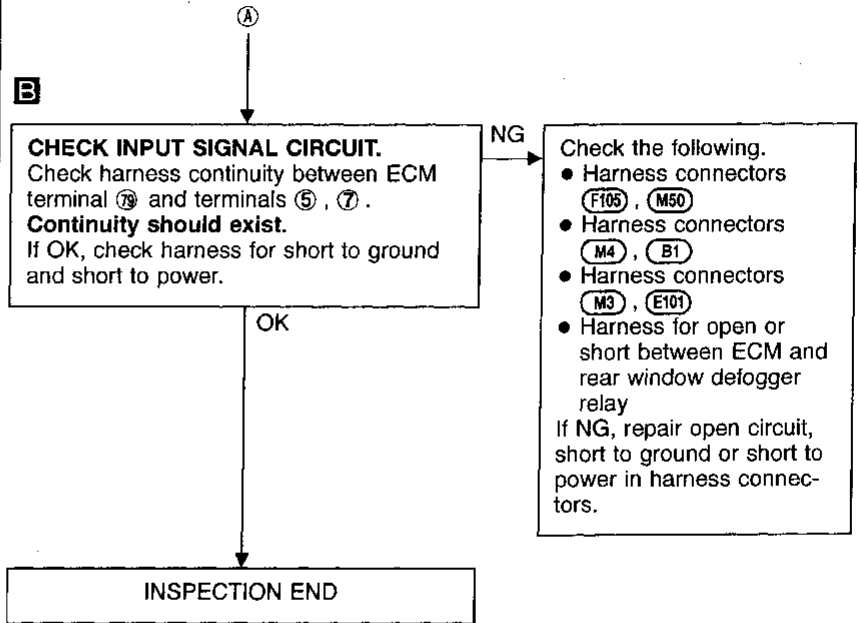 Ⓐ
B
CHECK INPUT SIGNAL CIRCUIT.
Check harness continuity between ECM
terminal ㊆㊈ and terminals ⑤ , ⑦ .
Continuity should exist.
If OK, check harness for short to ground
and short to power.
NG
Check the following.
● Harness connectors
F105 , M50
● Harness connectors
M4 , B1
● Harness connectors
M3 , E101
● Harness for open or
short between ECM and
rear window defogger
relay
If NG, repair open circuit,
short to ground or short to
power in harness connec-
tors.
OK
INSPECTION END